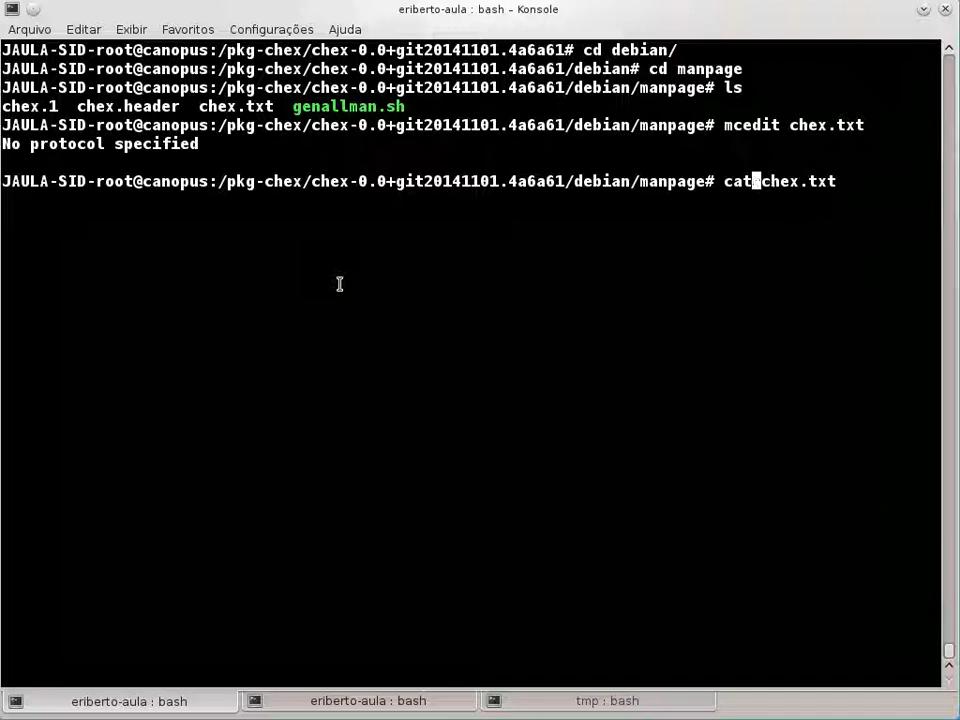 eriberto-aula : bash – Konsole
Arquivo Editar Exibir Favoritos Configurações Ajuda
JAULA-SID-root@canopus:/pkg-chex/chex-0.0+git20141101.4a6a61# cd debian/
JAULA-SID-root@canopus:/pkg-chex/chex-0.0+git20141101.4a6a61/debian# cd manpage
JAULA-SID-root@canopus:/pkg-chex/chex-0.0+git20141101.4a6a61/debian/manpage# ls
chex.1 chex.header chex.txt genallman.sh
JAULA-SID-root@canopus:/pkg-chex/chex-0.0+git20141101.4a6a61/debian/manpage# mcedit chex.txt
No protocol specified
JAULA-SID-root@canopus:/pkg-chex/chex-0.0+git20141101.4a6a61/debian/manpage# cat chex.txt
eriberto-aula : bash eriberto-aula : bash tmp : bash